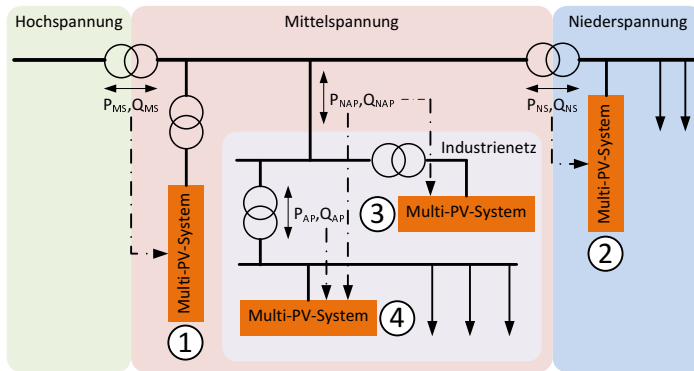 Hochspannung
Mittelspannung
Niederspannung
PMS,QMS
PNAP,QNAP
PNS,QNS
Industrienetz
Multi-PV-System
1
PAP,QAP
3
Multi-PV-System
Multi-PV-System
2
Multi-PV-System
4